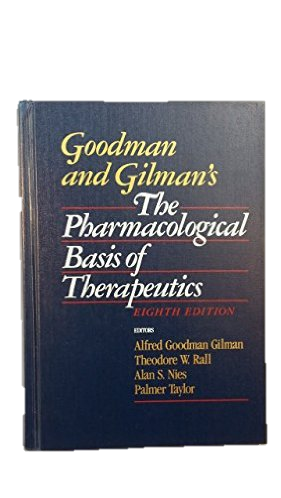 Goodman
and Gilman's
The
Pharmacological
Basis of
Therapeutics
EIGHTH EDITION
EDITORS
Alfred Goodman Gilman
Theodore W. Rall
Alan S. Nies
Palmer Taylor